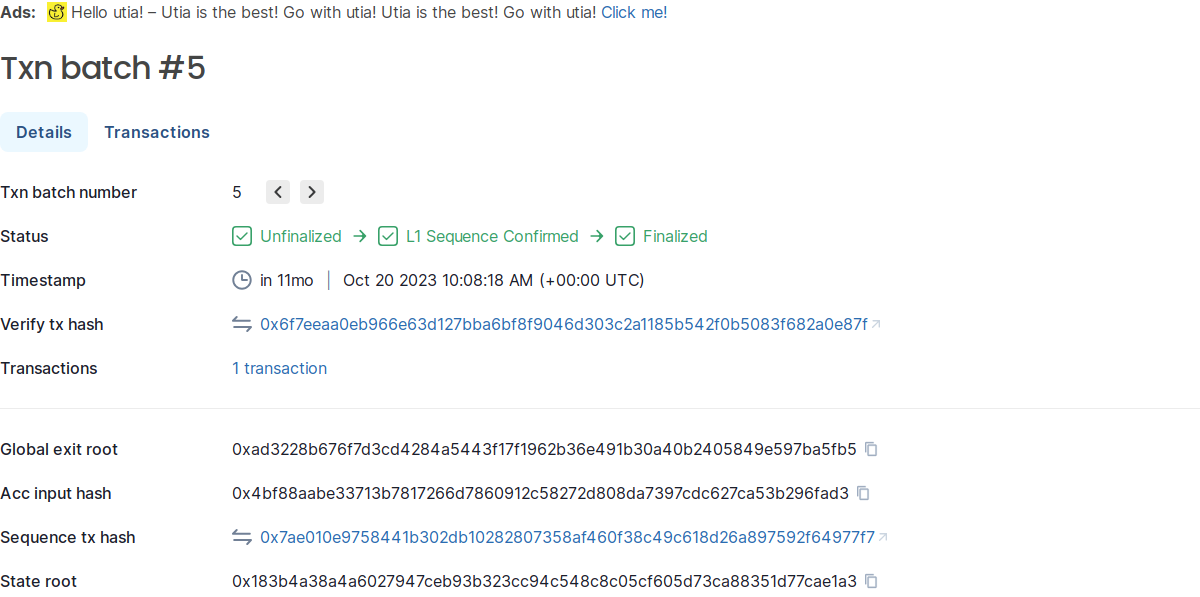 Ads: Hello utia! – Utia is the best! Go with utia! Utia is the best! Go with utia! Click me!
Txn batch #5
Details Transactions
Txn batch number 5
Status Unfinalized → L1 Sequence Confirmed → Finalized
Timestamp in 11mo | Oct 20 2023 10:08:18 AM (+00:00 UTC)
Verify tx hash 0x6f7eeaa0eb966e63d127bba6bf8f9046d303c2a1185b542f0b5083f682a0e87f
Transactions 1 transaction
Global exit root 0xad3228b676f7d3cd4284a5443f17f1962b36e491b30a40b2405849e597ba5fb5
Acc input hash 0x4bf88aabe33713b7817266d7860912c58272d808da7397cdc627ca53b296fad3
Sequence tx hash 0x7ae010e9758441b302db10282807358af460f38c49c618d26a897592f64977f7
State root 0x183b4a38a4a6027947ceb93b323cc94c548c8c05cf605d73ca88351d77cae1a3